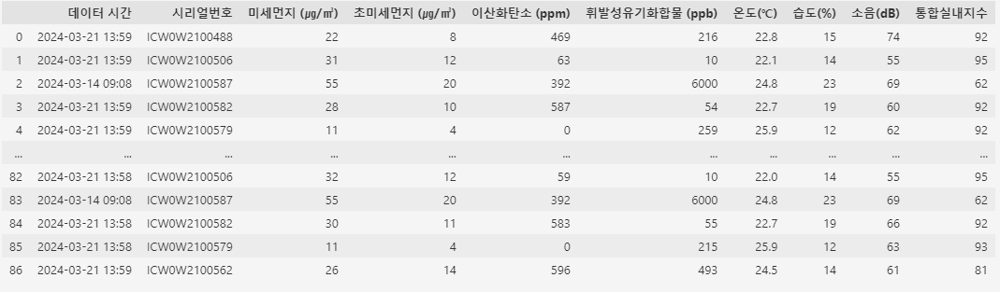 데이터 시간 시리얼번호 미세먼지 (㎍/㎥) 초미세먼지 (㎍/㎥) 이산화탄소 (ppm) 휘발성유기화합물 (ppb) 온도(℃) 습도(%) 소음(dB) 통합실내지수
0 2024-03-21 13:59 ICW0W2100488 22 8 469 216 22.8 15 74 92
1 2024-03-21 13:59 ICW0W2100506 31 12 63 10 22.1 14 55 95
2 2024-03-14 09:08 ICW0W2100587 55 20 392 6000 24.8 23 69 62
3 2024-03-21 13:59 ICW0W2100582 28 10 587 54 22.7 19 60 92
4 2024-03-21 13:59 ICW0W2100579 11 4 0 259 25.9 12 62 92
... ... ... ... ... ... ... ... ... ... ...
82 2024-03-21 13:58 ICW0W2100506 32 12 59 10 22.0 14 55 95
83 2024-03-14 09:08 ICW0W2100587 55 20 392 6000 24.8 23 69 62
84 2024-03-21 13:58 ICW0W2100582 30 11 583 55 22.7 19 66 92
85 2024-03-21 13:58 ICW0W2100579 11 4 0 215 25.9 12 63 93
86 2024-03-21 13:59 ICW0W2100562 26 14 596 493 24.5 14 61 81